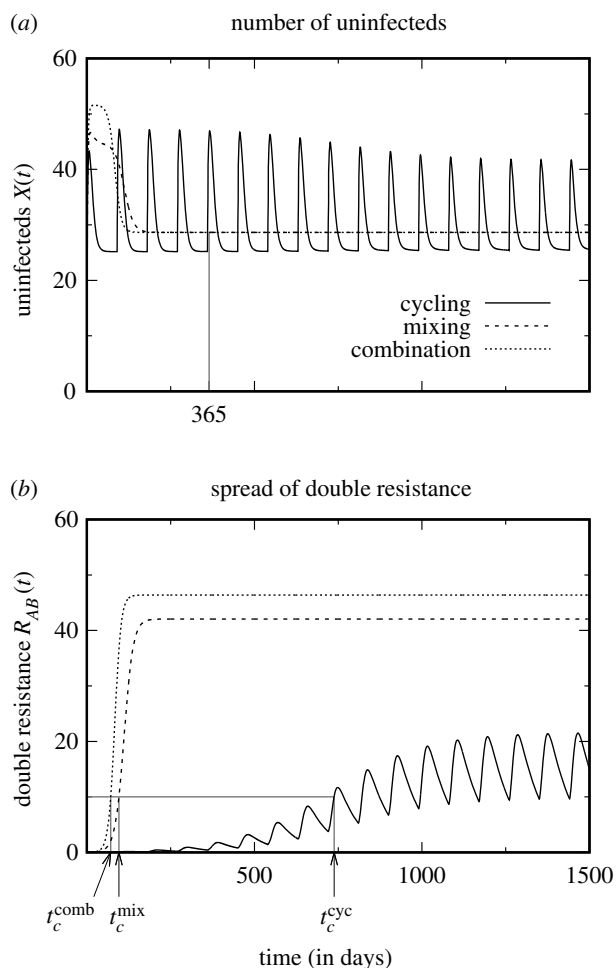 (a) number of uninfecteds
60
40
20
0
uninfecteds X(t)
cycling
mixing
combination
365
(b) spread of double resistance
60
40
20
0
double resistance R_AB (t)
500 1000 1500
t_c^comb t_c^mix t_c^cyc
time (in days)